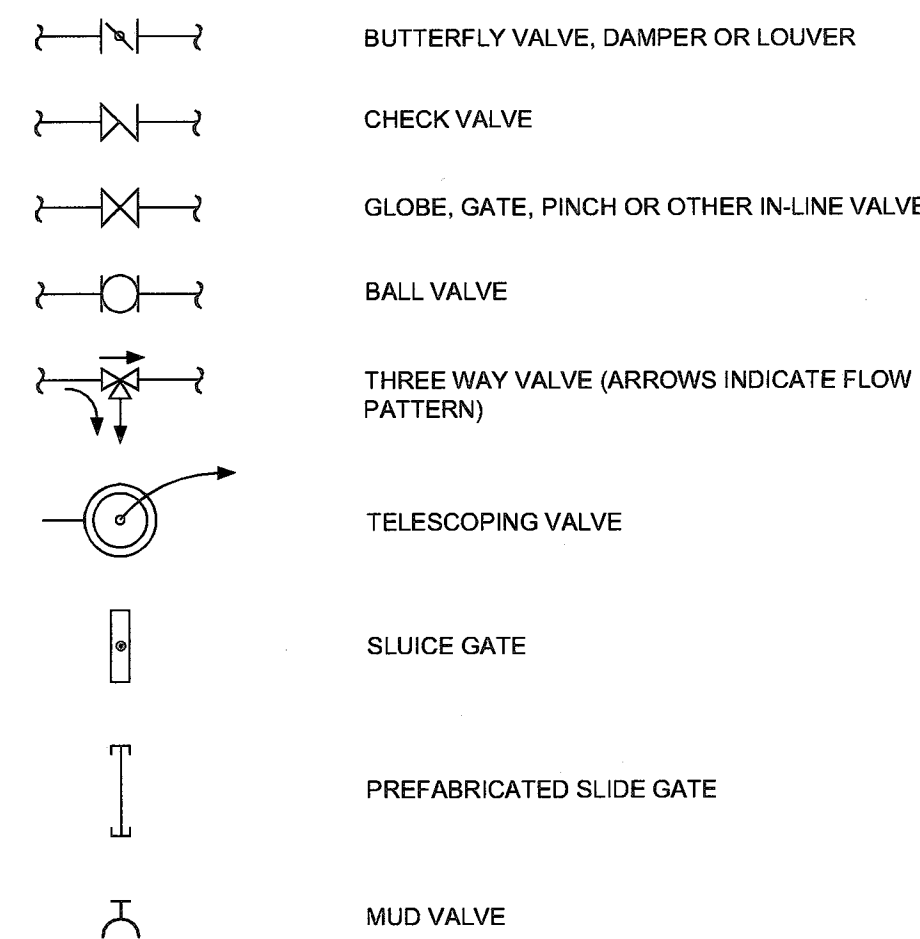 BUTTERFLY VALVE, DAMPER OR LOUVER
CHECK VALVE
GLOBE, GATE, PINCH OR OTHER IN-LINE VALVE
BALL VALVE
THREE WAY VALVE (ARROWS INDICATE FLOW
PATTERN)
TELESCOPING VALVE
SLUICE GATE
PREFABRICATED SLIDE GATE
MUD VALVE